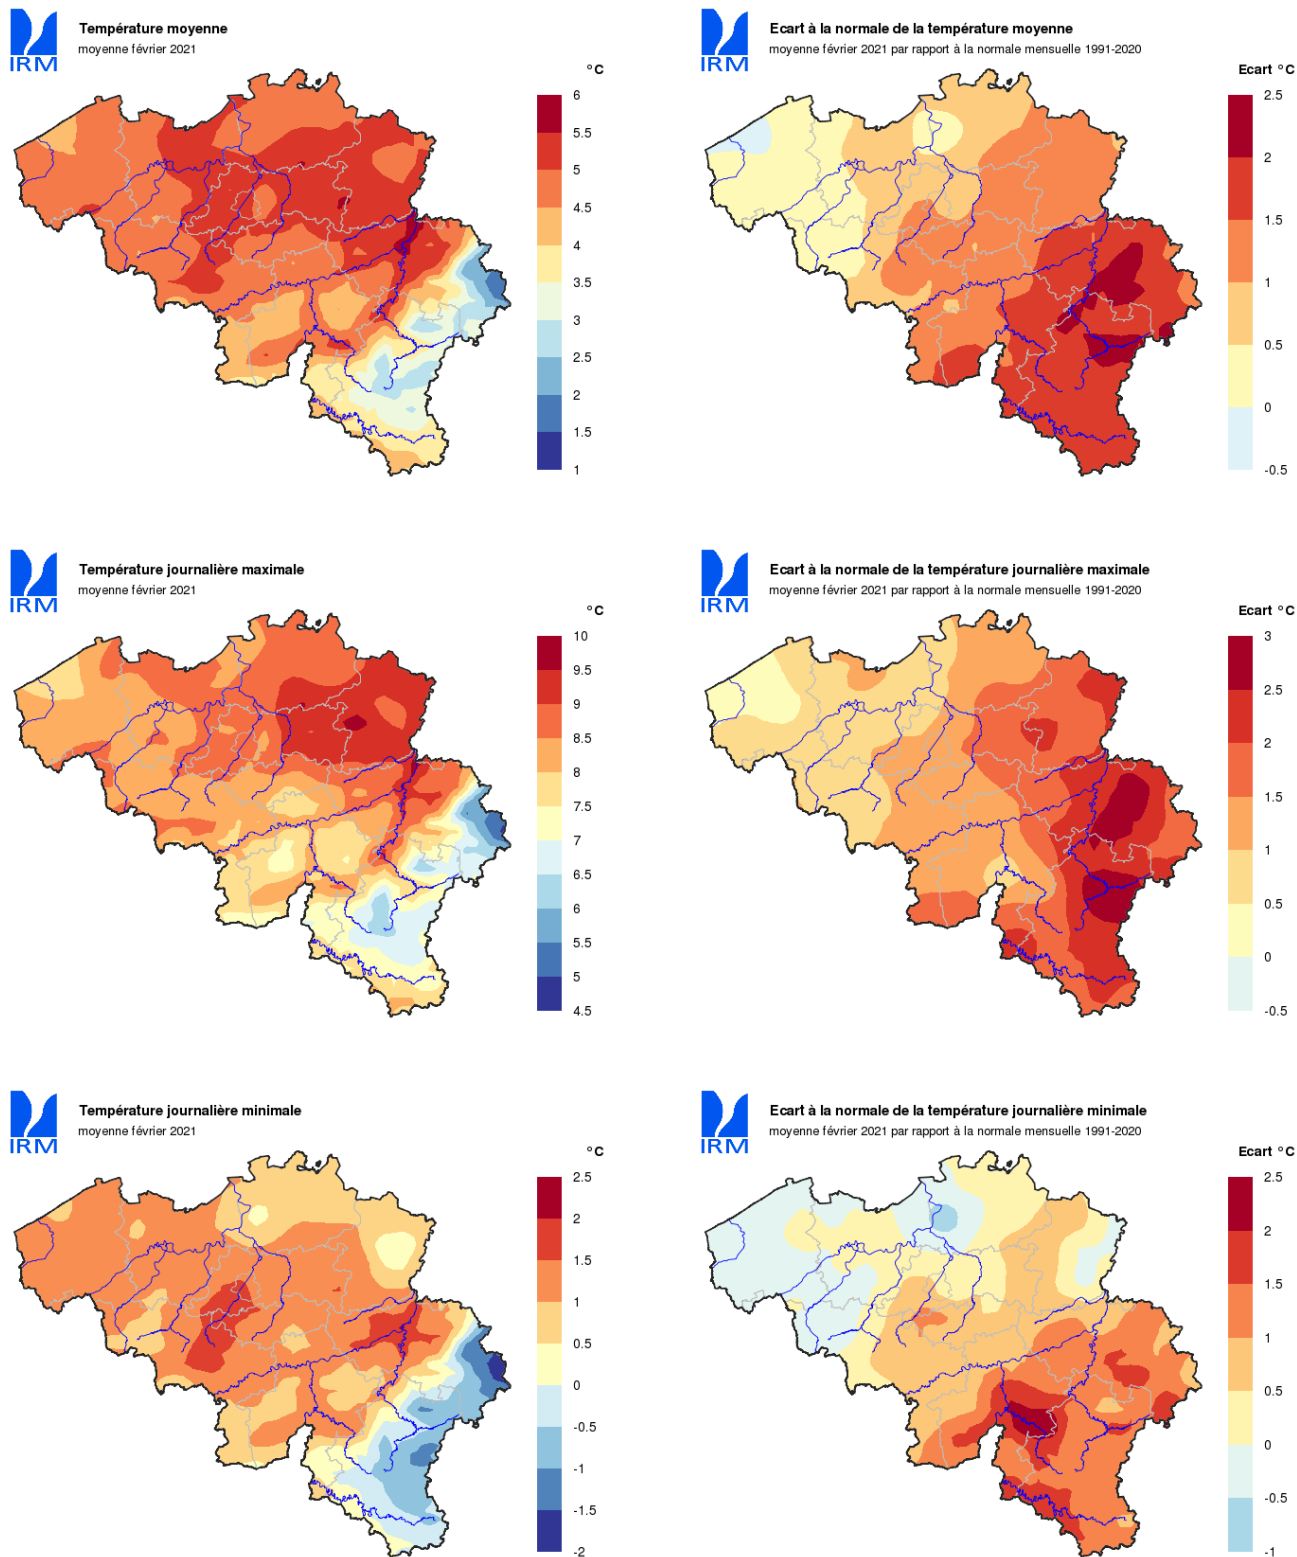 IRM
Température moyenne
moyenne février 2021
°C
6
5.5
5
4.5
4
3.5
3
2.5
2
1.5
1
IRM
Ecart à la normale de la température moyenne
moyenne février 2021 par rapport à la normale mensuelle 1991-2020
Ecart °C
2.5
2
1.5
1
0.5
0
-0.5
IRM
Température journalière maximale
moyenne février 2021
°C
10
9.5
9
8.5
8
7.5
7
6.5
6
5.5
5
4.5
IRM
Ecart à la normale de la température journalière maximale
moyenne février 2021 par rapport à la normale mensuelle 1991-2020
Ecart °C
3
2.5
2
1.5
1
0.5
0
-0.5
IRM
Température journalière minimale
moyenne février 2021
°C
2.5
2
1.5
1
0.5
0
-0.5
-1
-1.5
-2
IRM
Ecart à la normale de la température journalière minimale
moyenne février 2021 par rapport à la normale mensuelle 1991-2020
Ecart °C
2.5
2
1.5
1
0.5
0
-0.5
-1